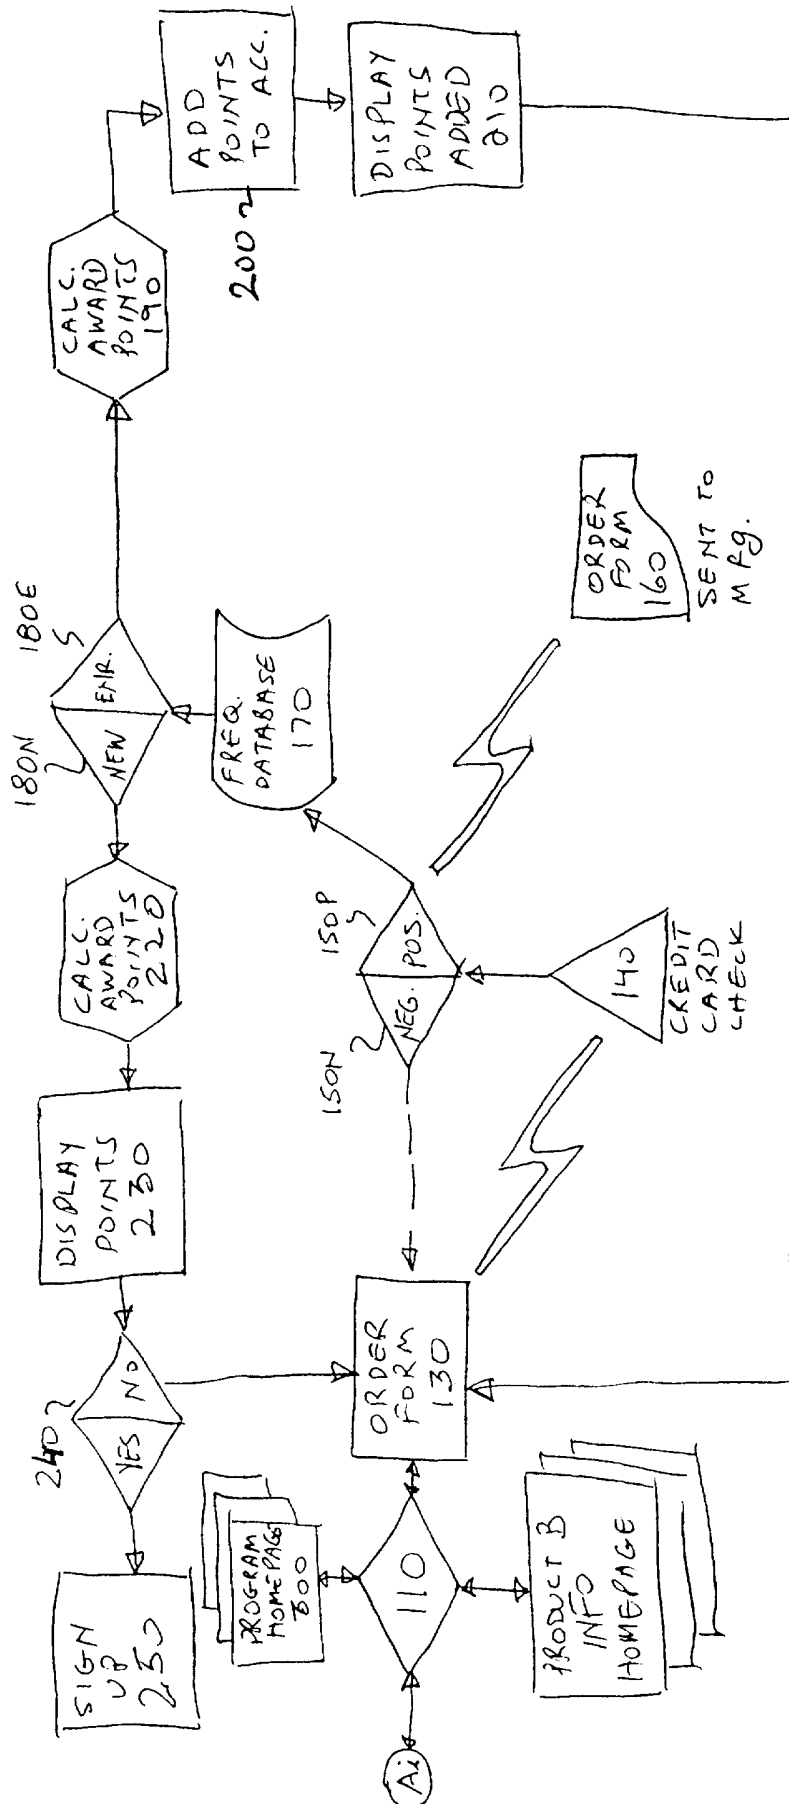 SIGN
UP
250
240
YES
NO
DISPLAY
POINTS
230
CALC.
AWARD
POINTS
220
180N
NEW
180E
ENR.
CALC.
AWARD
POINTS
190
ADD
POINTS
TO ACC.
200
DISPLAY
POINTS
ADDED
210
FREQ.
DATABASE
170
PROGRAM
HOMEPAGE
300
Ai
110
ORDER
FORM
130
150N
NEG.
150P
POS.
140
CREDIT
CARD
CHECK
ORDER
FORM
160
SENT TO
Mfg.
PRODUCT B
INFO
HOMEPAGE